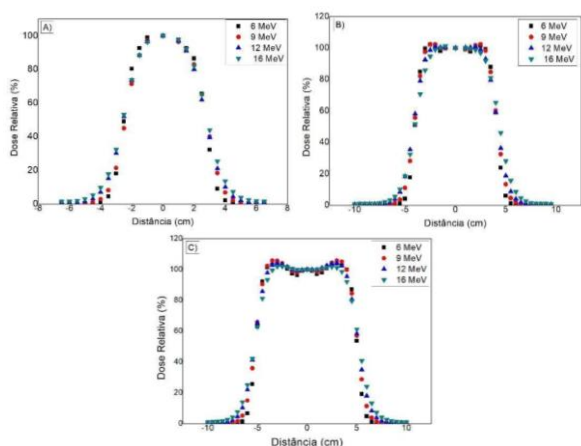 A)
6 MeV
9 MeV
12 MeV
16 MeV
Dose Relativa (%)
100
80
60
40
20
0
-8 -6 -4 -2 0 2 4 6 8
Distância (cm)
B)
6 MeV
9 MeV
12 MeV
16 MeV
Dose Relativa (%)
120
100
80
60
40
20
0
-10 -5 0 5 10
Distância (cm)
C)
6 MeV
9 MeV
12 MeV
16 MeV
Dose Relativa (%)
120
100
80
60
40
20
0
-10 -5 0 5 10
Distância (cm)